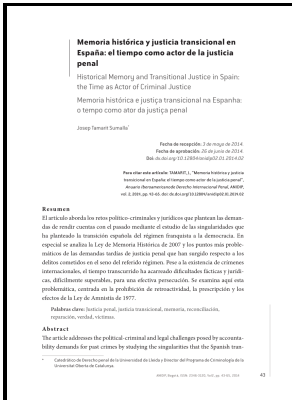 Memoria histórica y justicia transicional en
España: el tiempo como actor de la justicia
penal
Historical Memory and Transitional Justice in Spain:
the Time as Actor of Criminal Justice
Memória histórica e justiça transicional na Espanha:
o tempo como ator da justiça penal
Josep Tamarit Sumalla*
Fecha de recepción: 3 de mayo de 2014.
Fecha de aprobación: 26 de junio de 2014.
Doi: dx.doi.org/10.12804/anidip02.01.2014.02
Para citar este artículo: TAMARIT, J., "Memoria histórica y justicia
transicional en España: el tiempo como actor de la justicia penal",
Anuario Iberoamericano de Derecho Internacional Penal, ANIDIP,
vol. 2, 2014, pp. 43-65. doi: dx.doi.org/10.12804/anidip02.01.2014.02
Resumen
El artículo aborda los retos político-criminales y jurídicos que plantean las deman-
das de rendir cuentas con el pasado mediante el estudio de las singularidades que
ha planteado la transición española del régimen franquista a la democracia. En
especial se analiza la Ley de Memoria Histórica de 2007 y los puntos más proble-
máticos de las demandas tardías de justicia penal que han surgido respecto a los
delitos cometidos en el seno del referido régimen. Pese a la existencia de crímenes
internacionales, el tiempo transcurrido ha acarreado dificultades fácticas y jurídi-
cas, difícilmente superables, para una efectiva persecución. Se examina aquí esta
problemática, centrada en la prohibición de retroactividad, la prescripción y los
efectos de la Ley de Amnistía de 1977.
Palabras clave: Justicia penal, justicia transicional, memoria, reconciliación,
reparación, verdad, víctimas.
Abstract
The article addresses the political-criminal and legal challenges posed by accounta-
bility demands for past crimes by studying the singularities that the Spanish tran-
* Catedrático de Derecho penal de la Universidad de Lleida y Director del Programa de Criminología de la
Universitat Oberta de Catalunya.
43